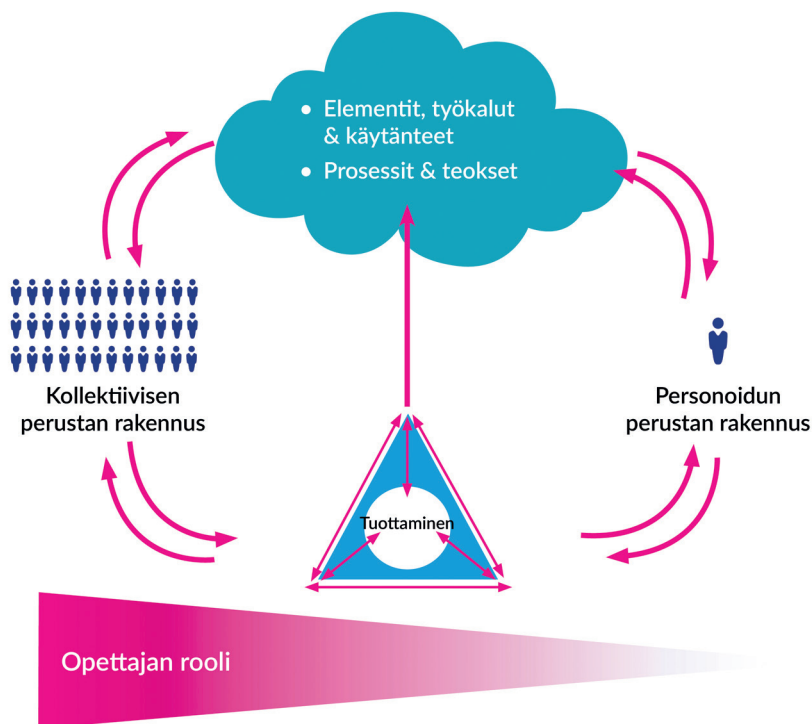 • Elementit, työkalut
& käytänteet
• Prosessit & teokset
Kollektiivisen
perustan rakennus
Personoidun
perustan rakennus
Tuottaminen
Opettajan rooli